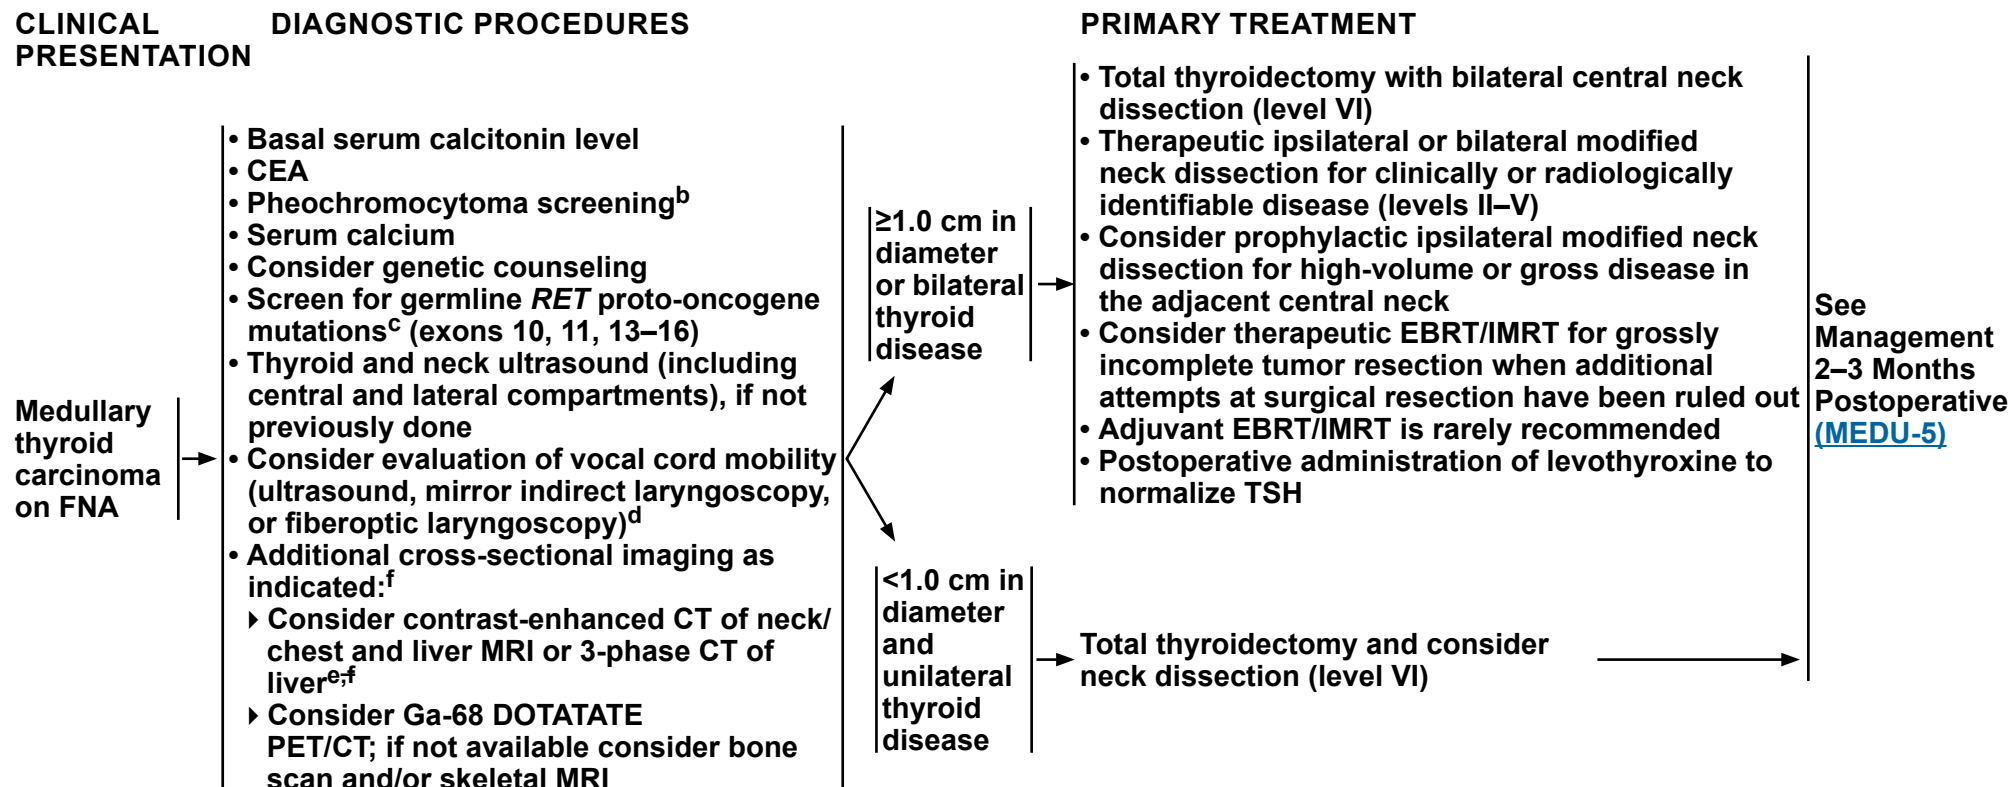 CLINICAL
PRESENTATION
DIAGNOSTIC PROCEDURES
PRIMARY TREATMENT
Medullary
thyroid
carcinoma
on FNA
• Basal serum calcitonin level
• CEA
• Pheochromocytoma screeningb
• Serum calcium
• Consider genetic counseling
• Screen for germline RET proto-oncogene
mutationsc (exons 10, 11, 13–16)
• Thyroid and neck ultrasound (including
central and lateral compartments), if not
previously done
• Consider evaluation of vocal cord mobility
(ultrasound, mirror indirect laryngoscopy,
or fiberoptic laryngoscopy)d
• Additional cross-sectional imaging as
indicated:f
Consider contrast-enhanced CT of neck/
chest and liver MRI or 3-phase CT of
livere,f
Consider Ga-68 DOTATATE
PET/CT; if not available consider bone
scan and/or skeletal MRI
≥1.0 cm in
diameter
or bilateral
thyroid
disease
• Total thyroidectomy with bilateral central neck
dissection (level VI)
• Therapeutic ipsilateral or bilateral modified
neck dissection for clinically or radiologically
identifiable disease (levels II–V)
• Consider prophylactic ipsilateral modified neck
dissection for high-volume or gross disease in
the adjacent central neck
• Consider therapeutic EBRT/IMRT for grossly
incomplete tumor resection when additional
attempts at surgical resection have been ruled out
• Adjuvant EBRT/IMRT is rarely recommended
• Postoperative administration of levothyroxine to
normalize TSH
<1.0 cm in
diameter
and
unilateral
thyroid
disease
Total thyroidectomy and consider
neck dissection (level VI)
See
Management
2–3 Months
Postoperative
(MEDU-5)